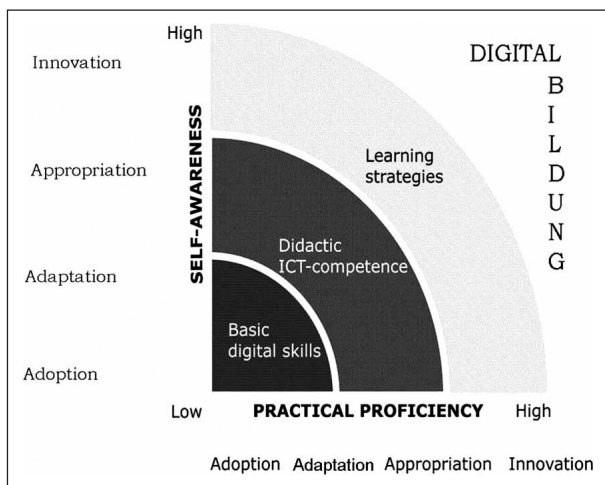 High
Innovation
DIGITAL
B
I
L
D
U
N
G
Learning
strategies
Appropriation
SELF-AWARENESS
Didactic
ICT-competence
Adaptation
Basic
digital skills
Adoption
Low PRACTICAL PROFICIENCY High
Adoption Adaptation Appropriation Innovation